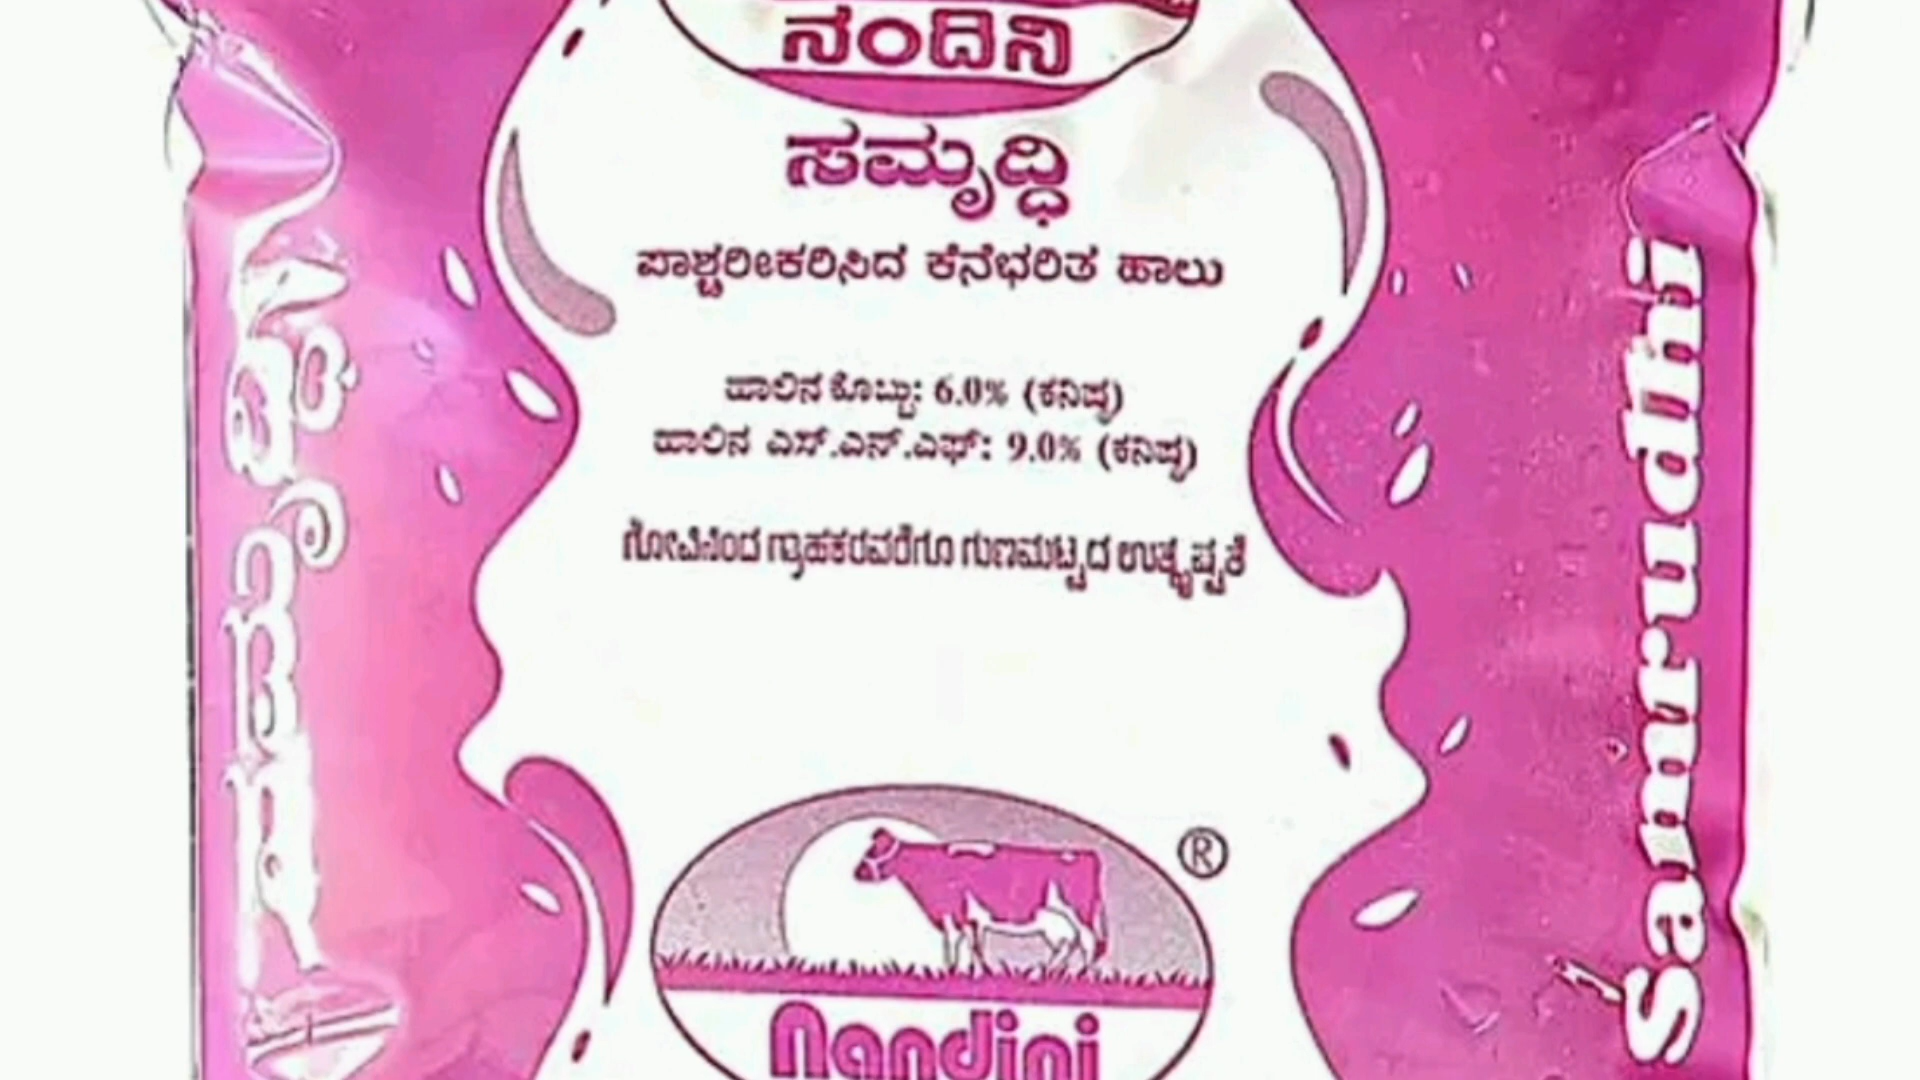 ನಂದಿನಿ
ಸಮೃದ್ಧಿ
ಪಾಶ್ಚರೀಕರಿಸಿದ ಕೆನೆಭರಿತ ಹಾಲು
ಹಾಲಿನ ಕೊಬ್ಬು: 6.0% (ಕನಿಷ್ಠ)
ಹಾಲಿನ ಎಸ್.ಎನ್.ಎಫ್: 9.0% (ಕನಿಷ್ಠ)
ಗೋವಿನಿಂದ ಗ್ರಾಹಕರವರೆಗೂ ಗುಣಮಟ್ಟದ ಉತ್ಕೃಷ್ಟತೆ
®
Nandini
Samrudhi